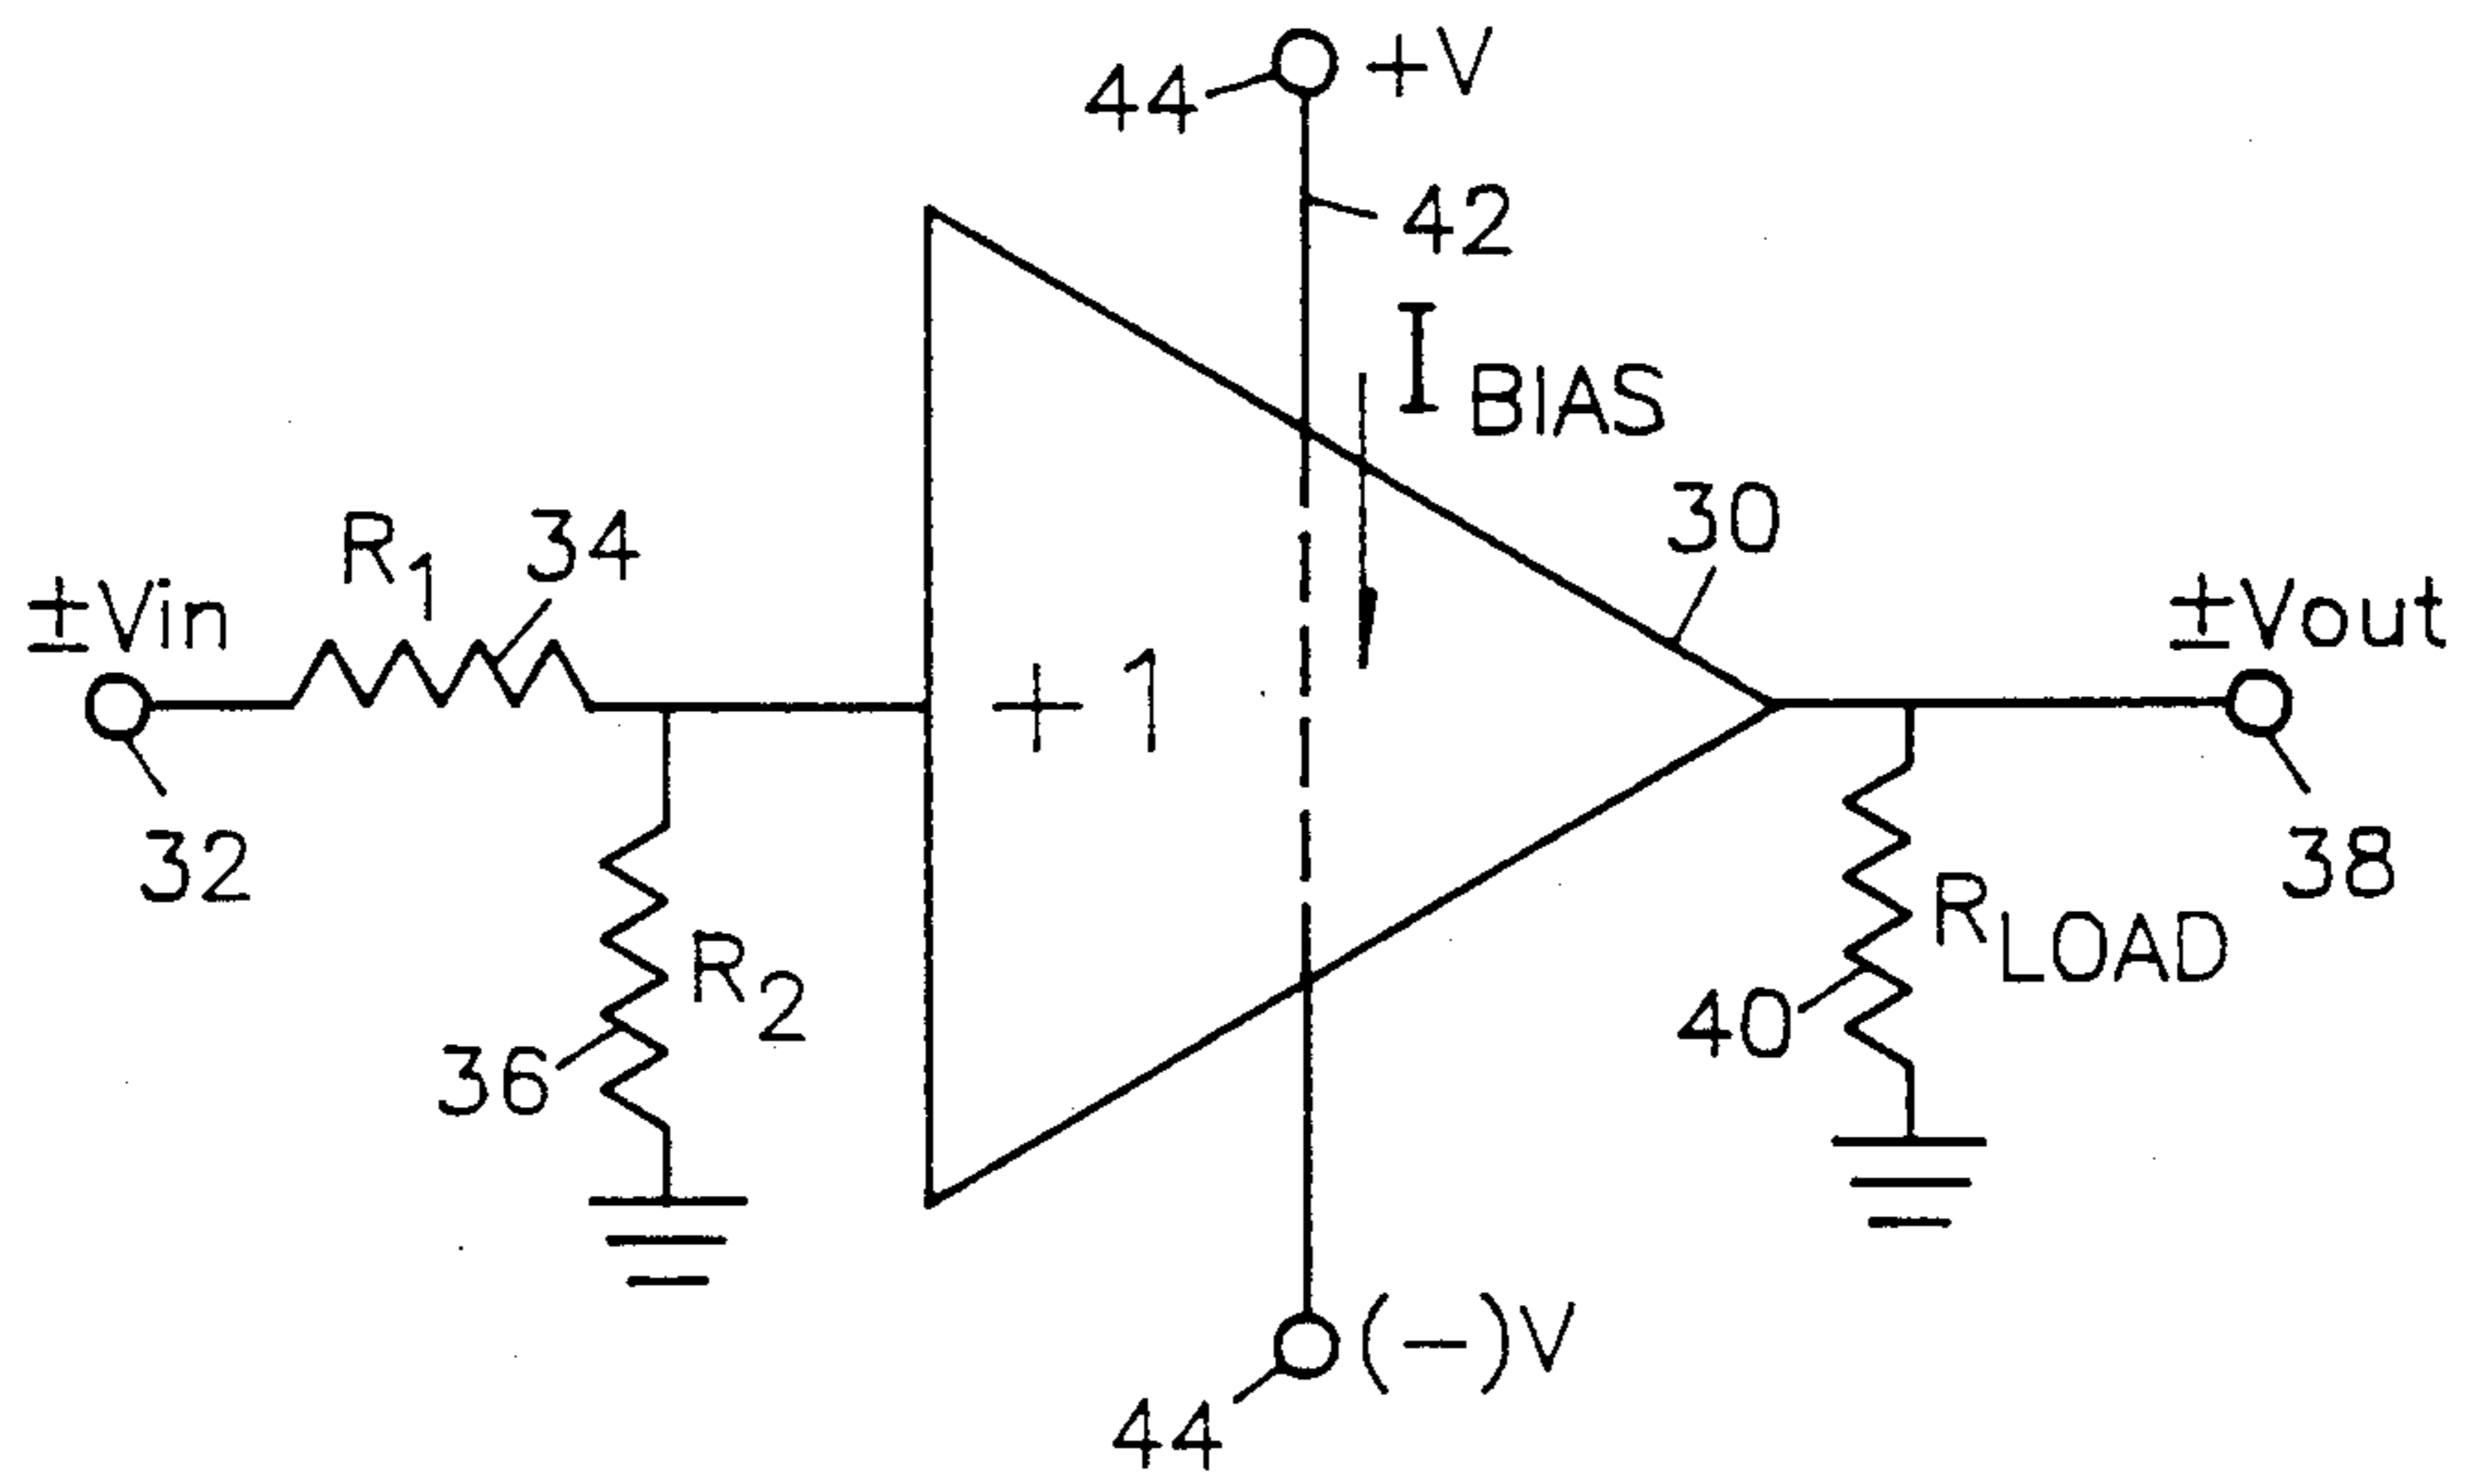 44
+V
42
I BIAS
30
R1
34
±Vin
±Vout
+1
32
38
R2
36
RLOAD
40
(−)V
44